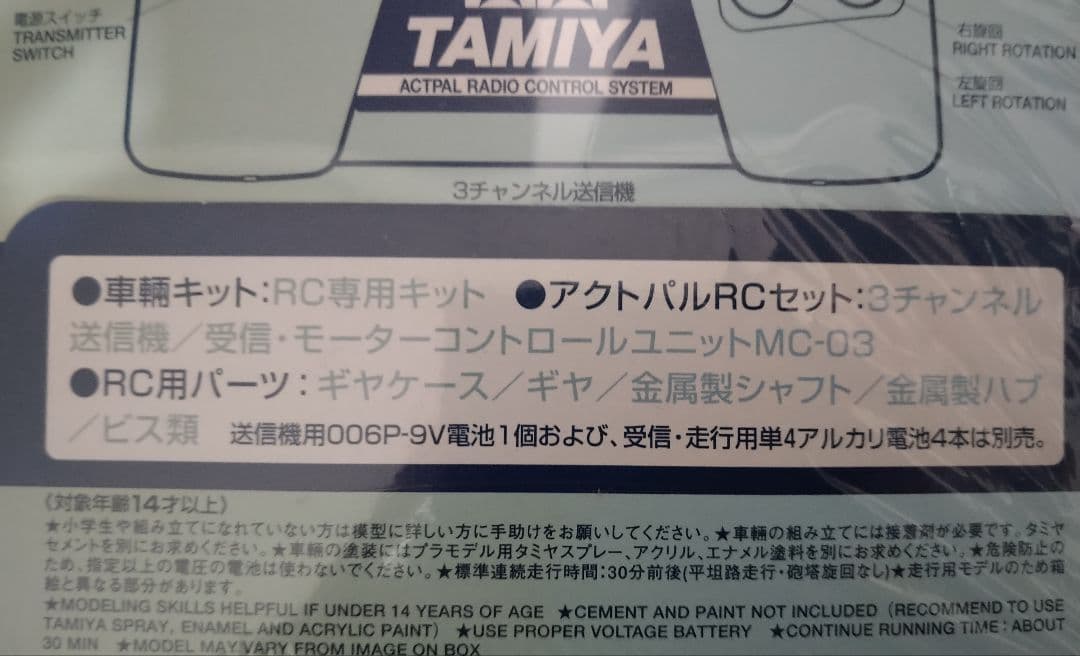 電源スイッチ
TRANSMITTER
SWITCH
TAMIYA
ACTPAL RADIO CONTROL SYSTEM
右旋回
RIGHT ROTATION
左旋回
LEFT ROTATION
3チャンネル送信機
●車輛キット:RC専用キット ●アクトパルRCセット:3チャンネル
送信機/受信・モーターコントロールユニットMC-03
●RC用パーツ:ギヤケース/ギヤ/金属製シャフト/金属製ハブ
/ビス類 送信機用006P-9V電池1個および、受信・走行用単4アルカリ電池4本は別売。
(対象年齢14才以上)
★小学生や組み立てになれていない方は模型に詳しい方に手助けをお願いしてください。★車輛の組み立てには接着剤が必要です。タミヤ
セメントを別にお求めください。★車輛の塗装にはプラモデル用タミヤスプレー、アクリル、エナメル塗料を別にお求めください。★危険防止の
ため、指定以上の電圧の電池は使わないでください。★標準連続走行時間:30分前後(平坦路走行・砲塔旋回なし)★走行用モデルのため箱
絵と異なる部分があります。
★MODELING SKILLS HELPFUL IF UNDER 14 YEARS OF AGE ★CEMENT AND PAINT NOT INCLUDED (RECOMMEND TO USE
TAMIYA SPRAY, ENAMEL AND ACRYLIC PAINT) ★USE PROPER VOLTAGE BATTERY ★CONTINUE RUNNING TIME : ABOUT
30 MIN ★MODEL MAY VARY FROM IMAGE ON BOX